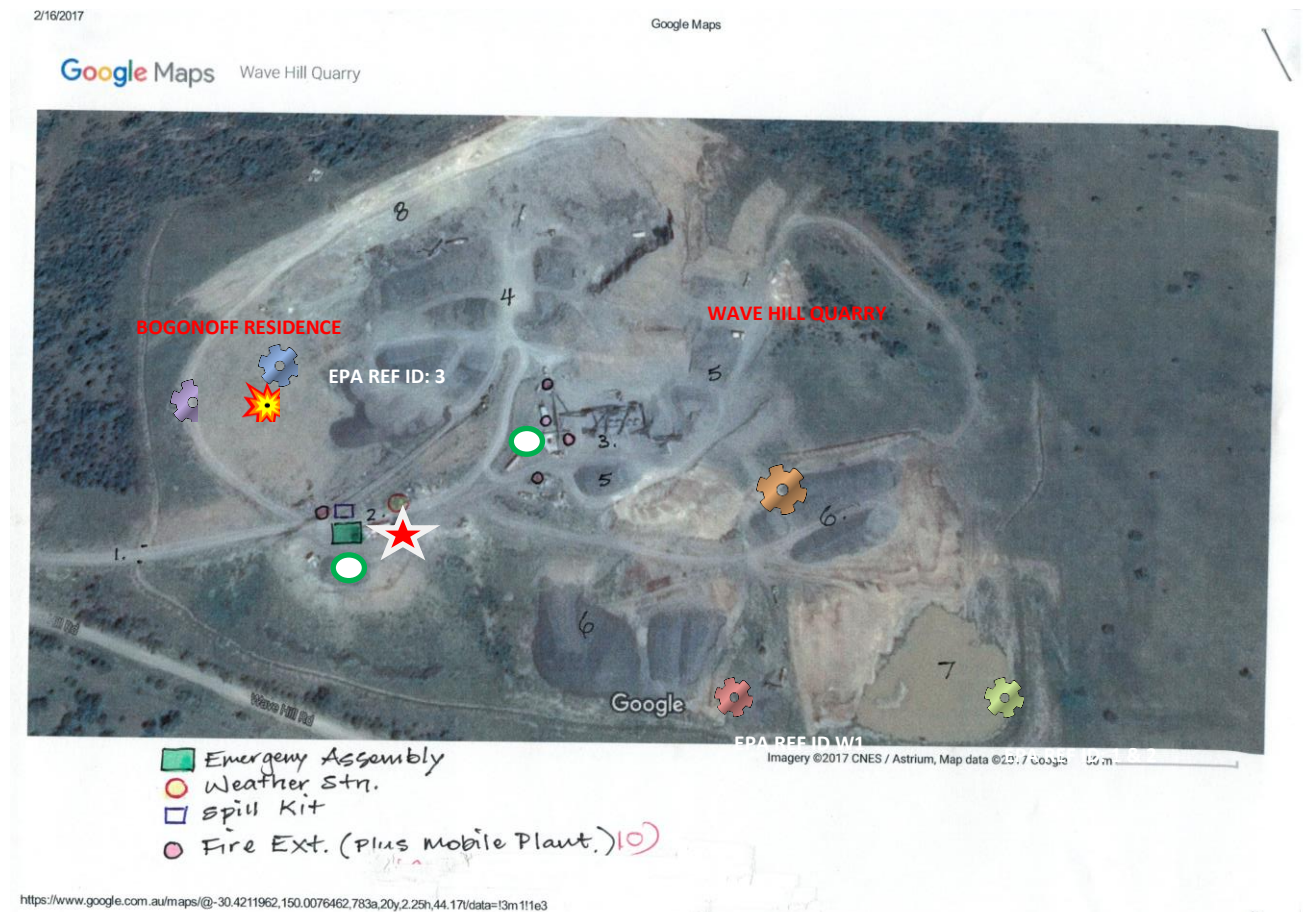 2/16/2017
Google Maps
Google Maps Wave Hill Quarry
8
4
WAVE HILL QUARRY
BOGONOFF RESIDENCE
EPA REF ID: 3
5
3.
5
2.
6.
1.
6
7
Wave Hill Rd
Google
EPA REF ID W1
Imagery ©2017 CNES / Astrium, Map data ©2017 Google
Emergeny Assembly
Weather Stn.
Spill Kit
Fire Ext. (Plus mobile Plant.) 10)
https://www.google.com.au/maps/@-30.4211962,150.0076462,783a,20y,2.25h,44.17t/data=!3m1!1e3